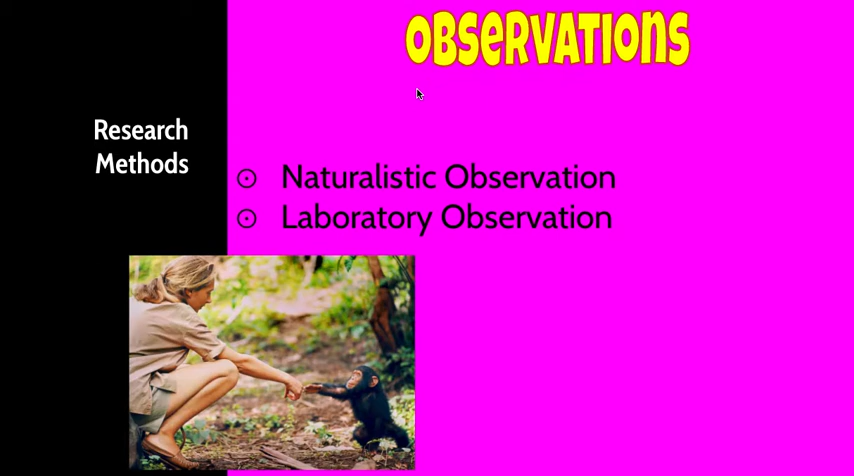 OBSERVATIONS
Research
Methods
Naturalistic Observation
Laboratory Observation